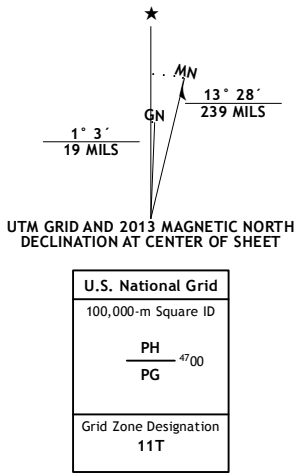 ★
MN
13° 28´
239 MILS
GN
1° 3´
19 MILS
UTM GRID AND 2013 MAGNETIC NORTH
DECLINATION AT CENTER OF SHEET
U.S. National Grid
100,000-m Square ID
PH
4700
PG
Grid Zone Designation
11T